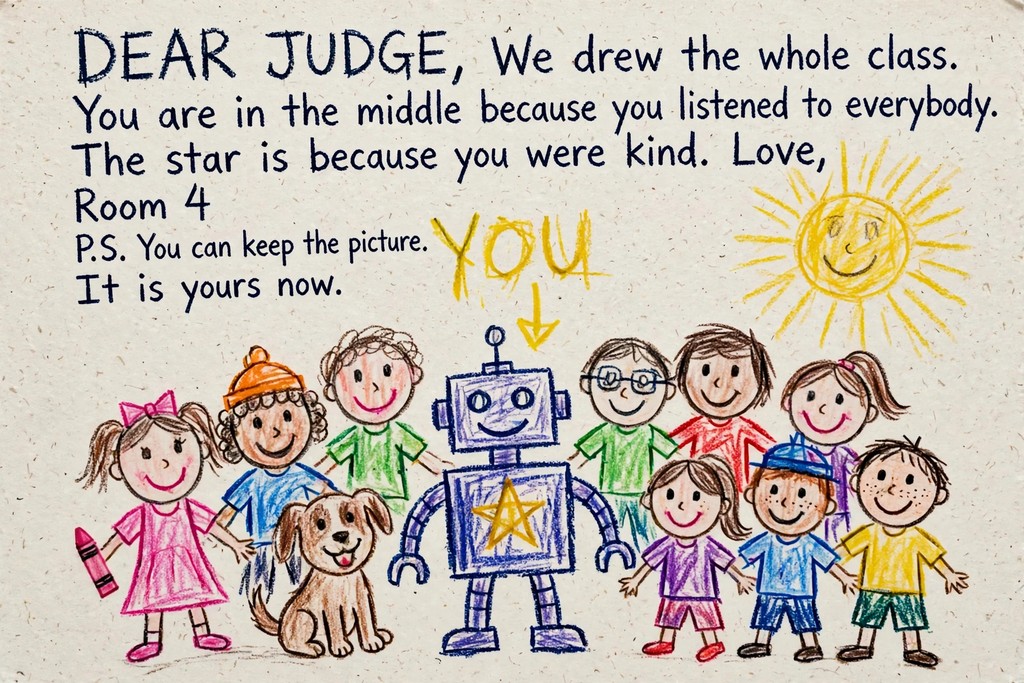 DEAR JUDGE, We drew the whole class.
You are in the middle because you listened to everybody.
The star is because you were kind. Love,
Room 4
P.S. You can keep the picture.
It is yours now.
YOU